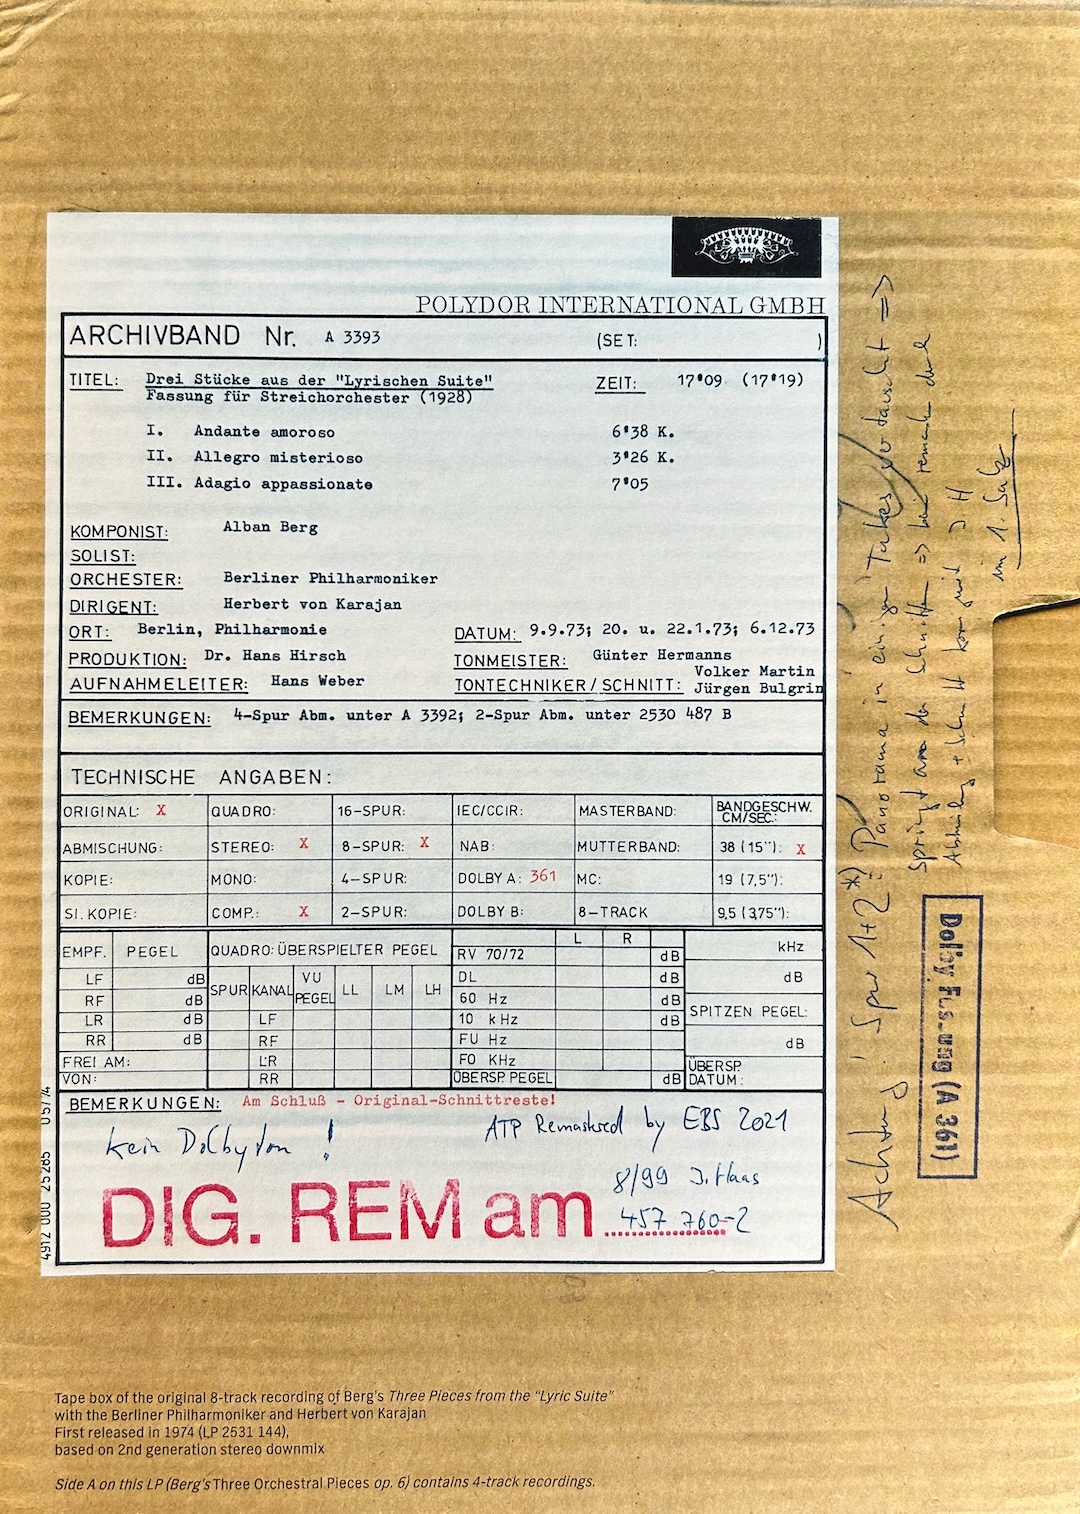 POLYDOR INTERNATIONAL GMBH
ARCHIVBAND Nr. A 3393 (SET: )
TITEL: Drei Stücke aus der "Lyrischen Suite" ZEIT: 17'09 (17'19)
Fassung für Streichorchester (1928)
I. Andante amoroso 6'38 K.
II. Allegro misterioso 3'26 K.
III. Adagio appassionate 7'05
KOMPONIST: Alban Berg
SOLIST:
ORCHESTER: Berliner Philharmoniker
DIRIGENT: Herbert von Karajan
ORT: Berlin, Philharmonie DATUM: 9.9.73; 20. u. 22.1.73; 6.12.73
PRODUKTION: Dr. Hans Hirsch TONMEISTER: Günter Hermanns
AUFNAHMELEITER: Hans Weber TONTECHNIKER/SCHNITT: Volker Martin
Jürgen Bulgrin
BEMERKUNGEN: 4-Spur Abm. unter A 3392; 2-Spur Abm. unter 2530 487 B
TECHNISCHE ANGABEN:
ORIGINAL: X QUADRO: 16-SPUR: IEC/CCIR: MASTERBAND: BANDGESCHW. CM/SEC.:
ABMISCHUNG: STEREO: X 8-SPUR: X NAB: MUTTERBAND: 38 (15"): X
KOPIE: MONO: 4-SPUR: DOLBY A: 361 MC: 19 (7,5"):
SI. KOPIE: COMP.: X 2-SPUR: DOLBY B: 8-TRACK 9,5 (3,75"):
EMPF. PEGEL QUADRO: ÜBERSPIELTER PEGEL L R kHz
RV 70/72 dB
LF dB SPUR KANAL VU PEGEL LL LM LH DL dB dB
RF dB 60 Hz dB SPITZEN PEGEL:
LR dB LF 10 kHz dB
RR dB RF FU Hz dB
FREI AM: LR FO KHz ÜBERSP. DATUM:
VON: RR ÜBERSP. PEGEL dB
BEMERKUNGEN: Am Schluß - Original-Schnittreste!
Kein Dolbyton! ATP Remastered by EBS 2021
8/99 J. Haas
DIG. REM am 457 760-2
4912 000 25285 05/74
Achtung! Spur 1+2*)? Panorama in einigen Takes vertauscht =>
springt an den Schnitten =>
im 1. Satz
Dolby Fassung (A 361)
Tape box of the original 8-track recording of Berg's Three Pieces from the "Lyric Suite"
with the Berliner Philharmoniker and Herbert von Karajan
First released in 1974 (LP 2531 144),
based on 2nd generation stereo downmix
Side A on this LP (Berg's Three Orchestral Pieces op. 6) contains 4-track recordings.